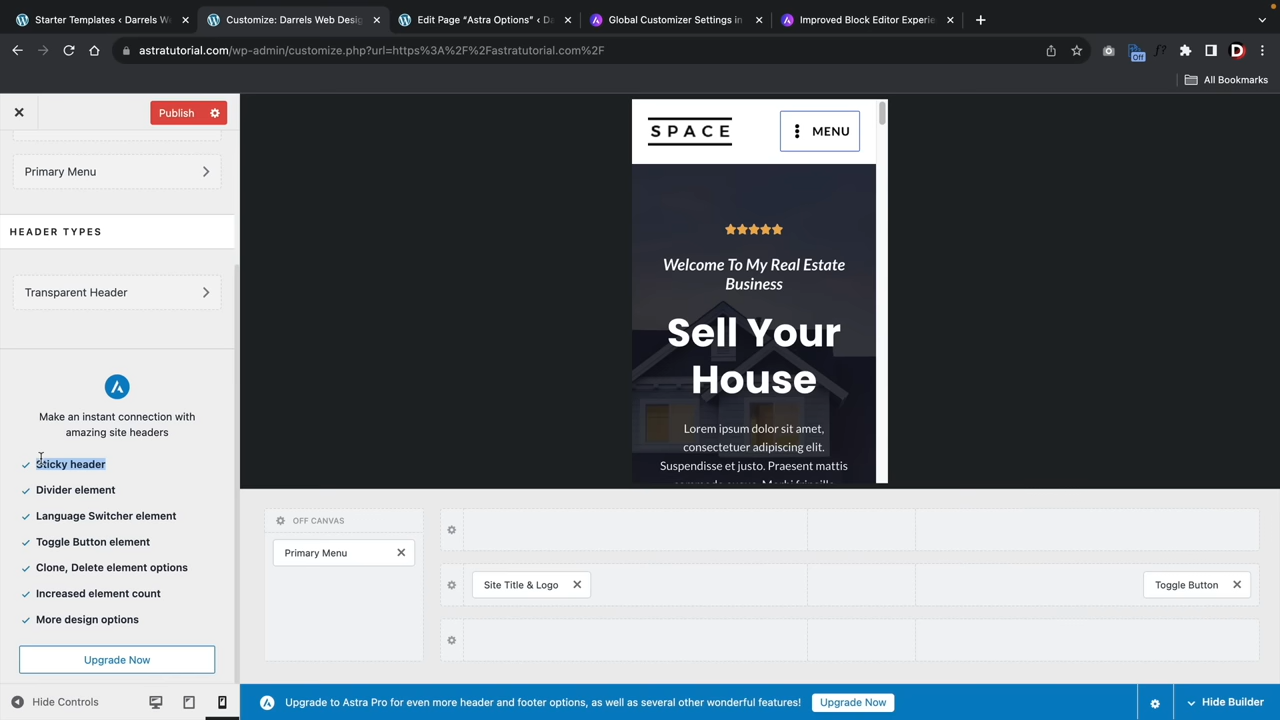 Starter Templates ‹ Darrels W
Customize: Darrels Web Desig
Edit Page “Astra Options” ‹ D
Global Customizer Settings in
Improved Block Editor Experie
astratutorial.com/wp-admin/customize.php?url=https%3A%2F%2Fastratutorial.com%2F
Off
All Bookmarks
Publish
Primary Menu
HEADER TYPES
Transparent Header
Make an instant connection with
amazing site headers
Sticky header
Divider element
Language Switcher element
Toggle Button element
Clone, Delete element options
Increased element count
More design options
Upgrade Now
Hide Controls
SPACE
MENU
Welcome To My Real Estate
Business
Sell Your
House
Lorem ipsum dolor sit amet,
consectetuer adipiscing elit.
Suspendisse et justo. Praesent mattis
OFF CANVAS
Primary Menu
Site Title & Logo
Toggle Button
Upgrade to Astra Pro for even more header and footer options, as well as several other wonderful features!
Upgrade Now
Hide Builder